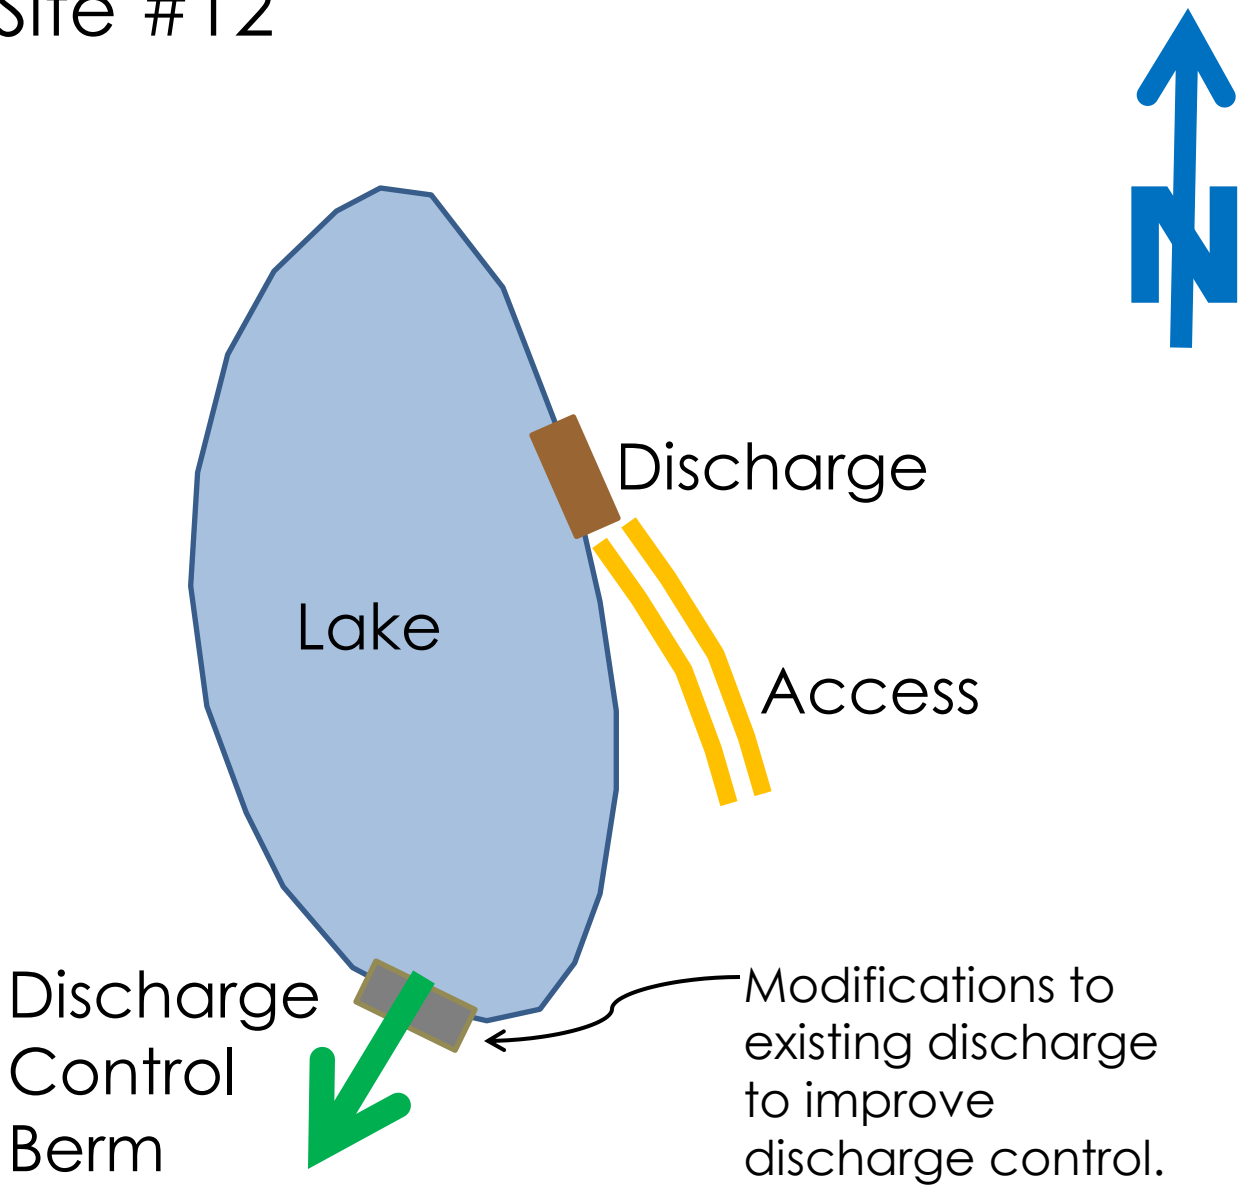 Site #12
N
Discharge
Lake
Access
Discharge
Control
Berm
Modifications to
existing discharge
to improve
discharge control.